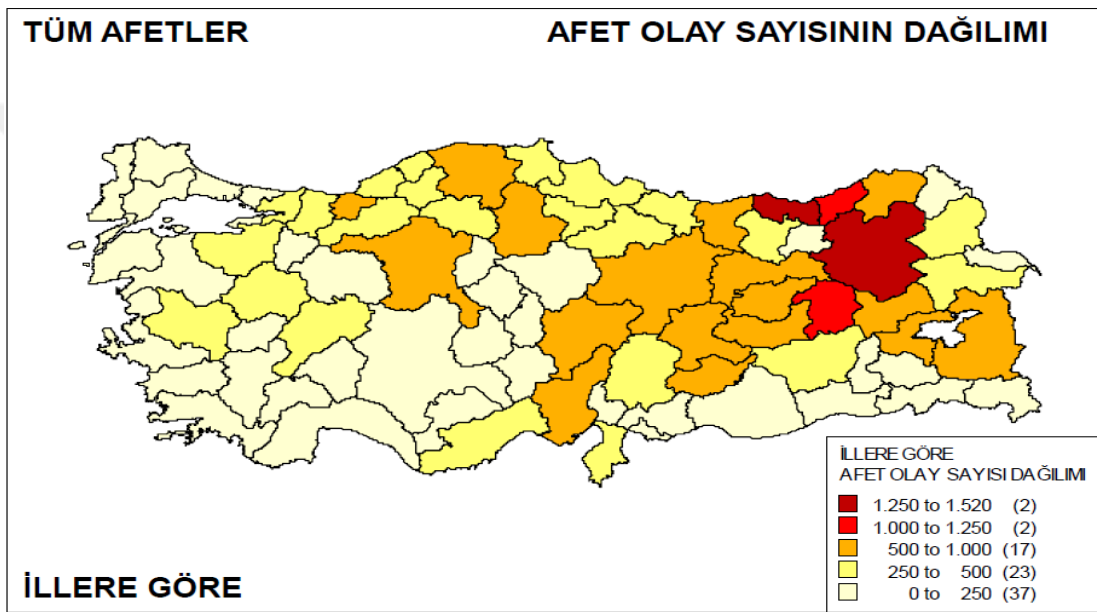 TÜM AFETLER
AFET OLAY SAYISININ DAĞILIMI
İLLERE GÖRE
AFET OLAY SAYISI DAĞILIMI
1.250 to 1.520 (2)
1.000 to 1.250 (2)
500 to 1.000 (17)
250 to 500 (23)
0 to 250 (37)
İLLERE GÖRE